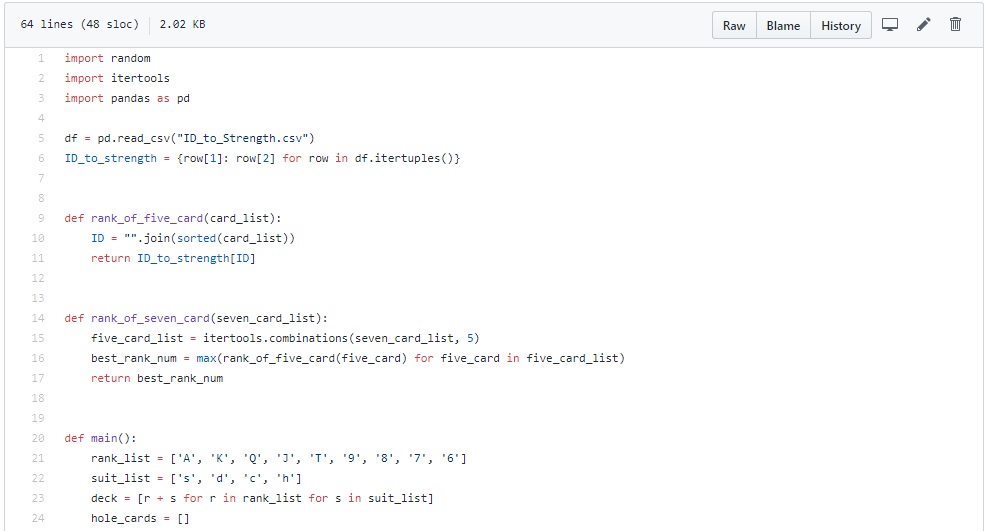 64 lines (48 sloc) 2.02 KB Raw Blame History
1 import random
2 import itertools
3 import pandas as pd
4
5 df = pd.read_csv("ID_to_Strength.csv")
6 ID_to_strength = {row[1]: row[2] for row in df.itertuples()}
7
8
9 def rank_of_five_card(card_list):
10     ID = "".join(sorted(card_list))
11     return ID_to_strength[ID]
12
13
14 def rank_of_seven_card(seven_card_list):
15     five_card_list = itertools.combinations(seven_card_list, 5)
16     best_rank_num = max(rank_of_five_card(five_card) for five_card in five_card_list)
17     return best_rank_num
18
19
20 def main():
21     rank_list = ['A', 'K', 'Q', 'J', 'T', '9', '8', '7', '6']
22     suit_list = ['s', 'd', 'c', 'h']
23     deck = [r + s for r in rank_list for s in suit_list]
24     hole_cards = []